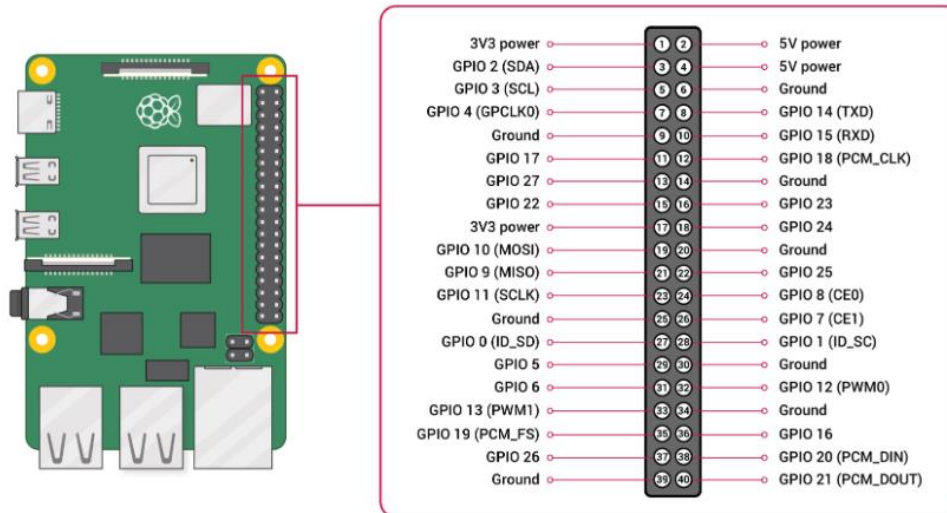 3V3 power 1 2 5V power
GPIO 2 (SDA) 3 4 5V power
GPIO 3 (SCL) 5 6 Ground
GPIO 4 (GPCLK0) 7 8 GPIO 14 (TXD)
Ground 9 10 GPIO 15 (RXD)
GPIO 17 11 12 GPIO 18 (PCM_CLK)
GPIO 27 13 14 Ground
GPIO 22 15 16 GPIO 23
3V3 power 17 18 GPIO 24
GPIO 10 (MOSI) 19 20 Ground
GPIO 9 (MISO) 21 22 GPIO 25
GPIO 11 (SCLK) 23 24 GPIO 8 (CE0)
Ground 25 26 GPIO 7 (CE1)
GPIO 0 (ID_SD) 27 28 GPIO 1 (ID_SC)
GPIO 5 29 30 Ground
GPIO 6 31 32 GPIO 12 (PWM0)
GPIO 13 (PWM1) 33 34 Ground
GPIO 19 (PCM_FS) 35 36 GPIO 16
GPIO 26 37 38 GPIO 20 (PCM_DIN)
Ground 39 40 GPIO 21 (PCM_DOUT)